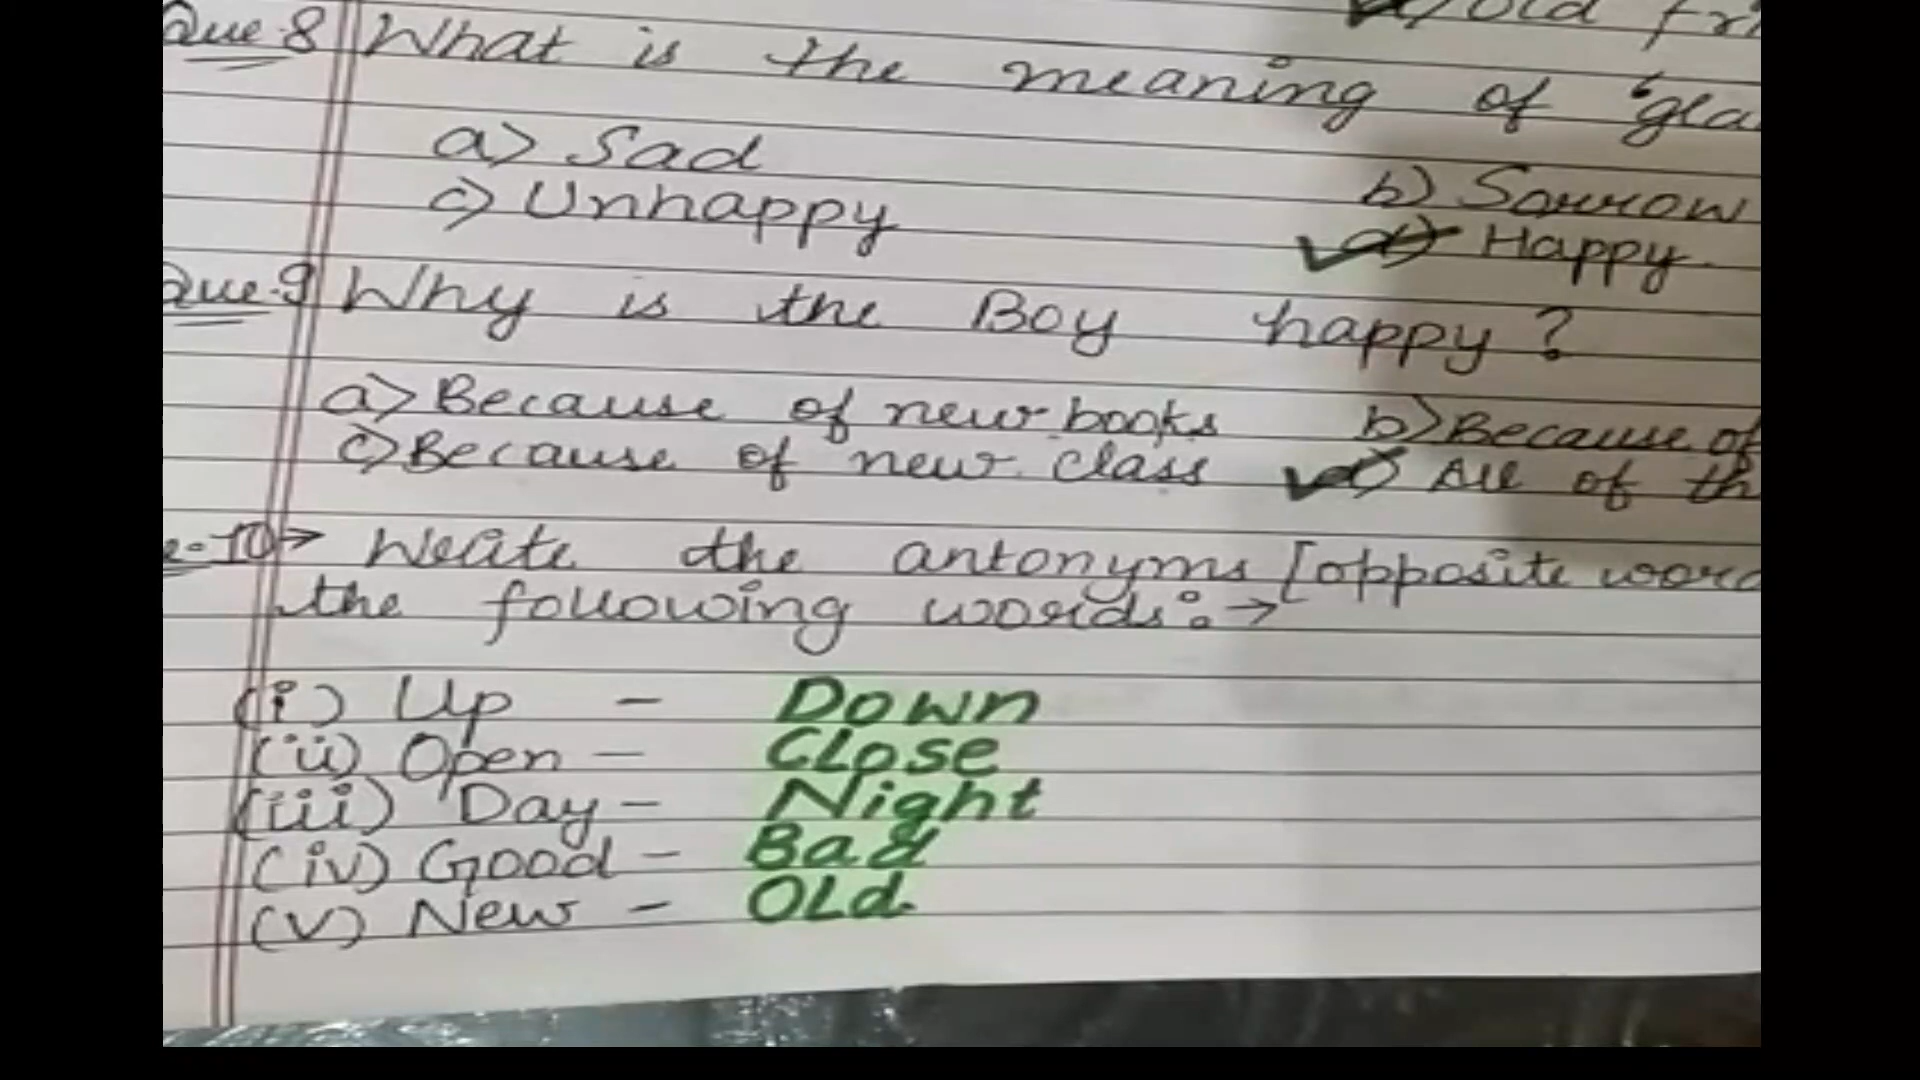 old
Que.8 What is the meaning of
a) Sad
b) Sorrow
c) Unhappy
d) Happy.
Que.9 Why is the Boy happy?
a) Because of new books
b) Because of
c) Because of new class
d) All of
10 → Write the antonyms [opposite
the following words:→
(i) Up - Down
(ii) Open - Close
(iii) Day - Night
(iv) Good - Bad
(v) New - Old.